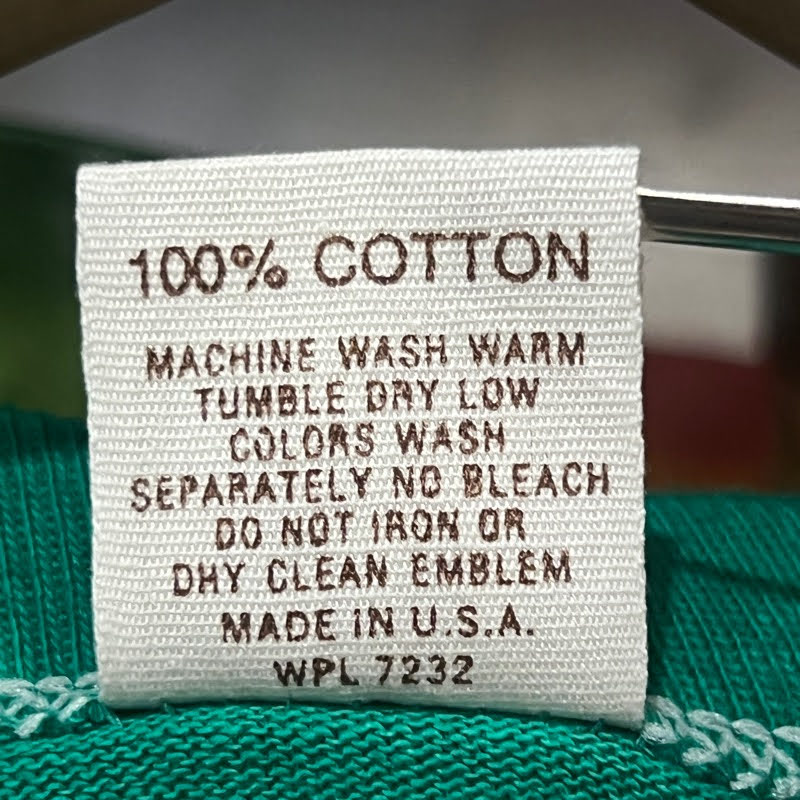 100% COTTON
MACHINE WASH WARM
TUMBLE DRY LOW
COLORS WASH
SEPARATELY NO BLEACH
DO NOT IRON OR
DRY CLEAN EMBLEM
MADE IN U.S.A.
WPL 7232